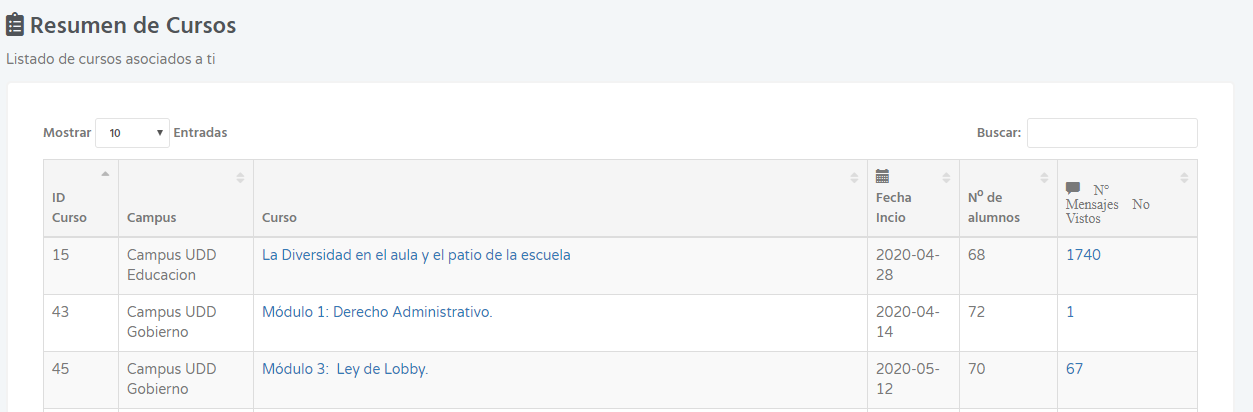 Resumen de Cursos
Listado de cursos asociados a ti
Mostrar 10 Entradas Buscar:
ID Curso Campus Curso Fecha Incio Nº de alumnos N° Mensajes No Vistos
15 Campus UDD Educacion La Diversidad en el aula y el patio de la escuela 2020-04-28 68 1740
43 Campus UDD Gobierno Módulo 1: Derecho Administrativo. 2020-04-14 72 1
45 Campus UDD Gobierno Módulo 3: Ley de Lobby. 2020-05-12 70 67